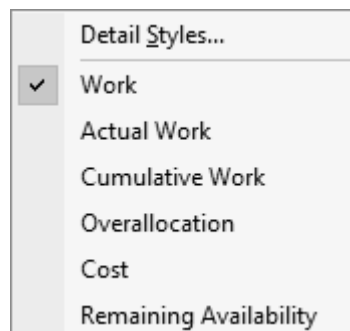 Detail Styles...
Work
Actual Work
Cumulative Work
Overallocation
Cost
Remaining Availability